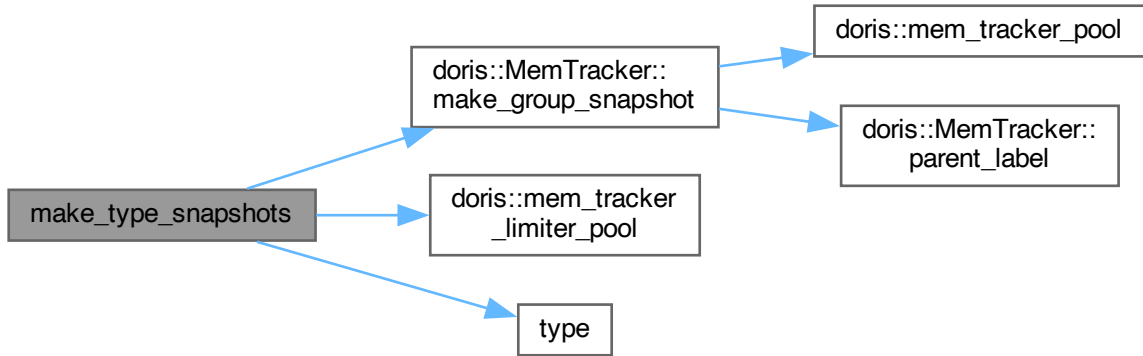 make_type_snapshots
doris::MemTracker::
make_group_snapshot
doris::mem_tracker_pool
doris::MemTracker::
parent_label
doris::mem_tracker
_limiter_pool
type